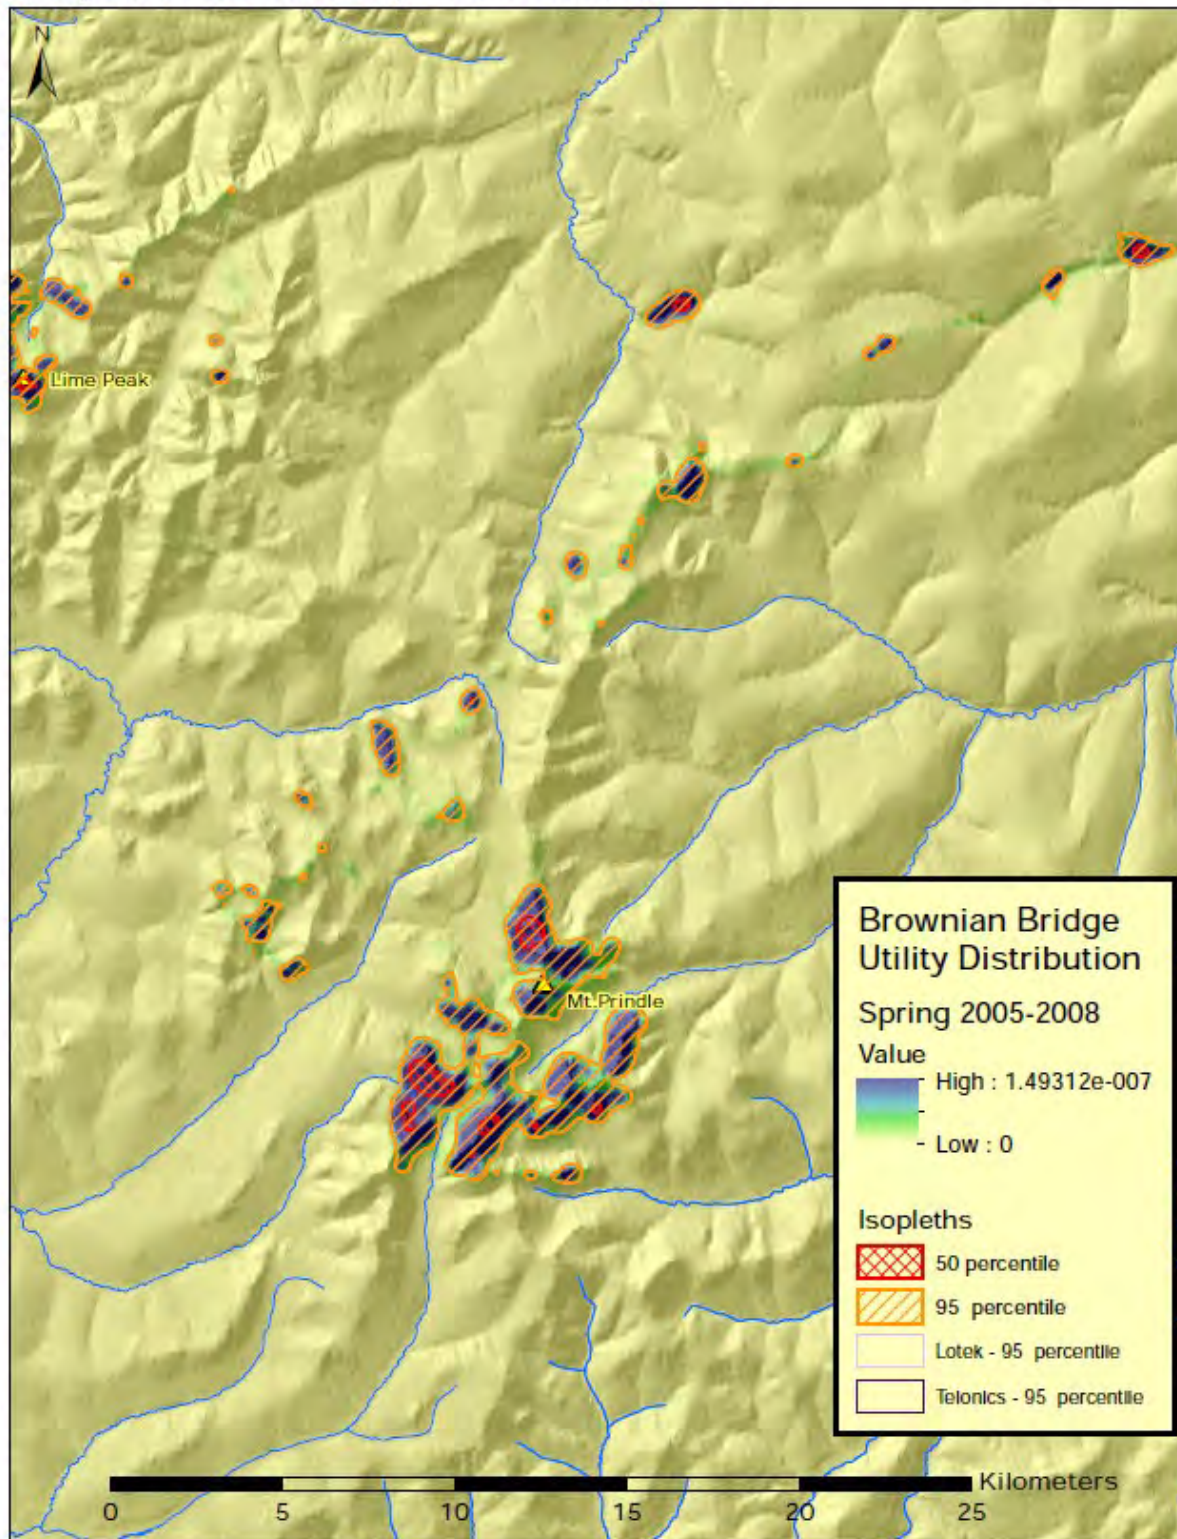 N
Lime Peak
Mt.Prindle
Brownian Bridge
Utility Distribution
Spring 2005-2008
Value
High : 1.49312e-007
Low : 0
Isopleths
50 percentile
95 percentile
Lotek - 95 percentile
Telonics - 95 percentile
Kilometers
0 5 10 15 20 25